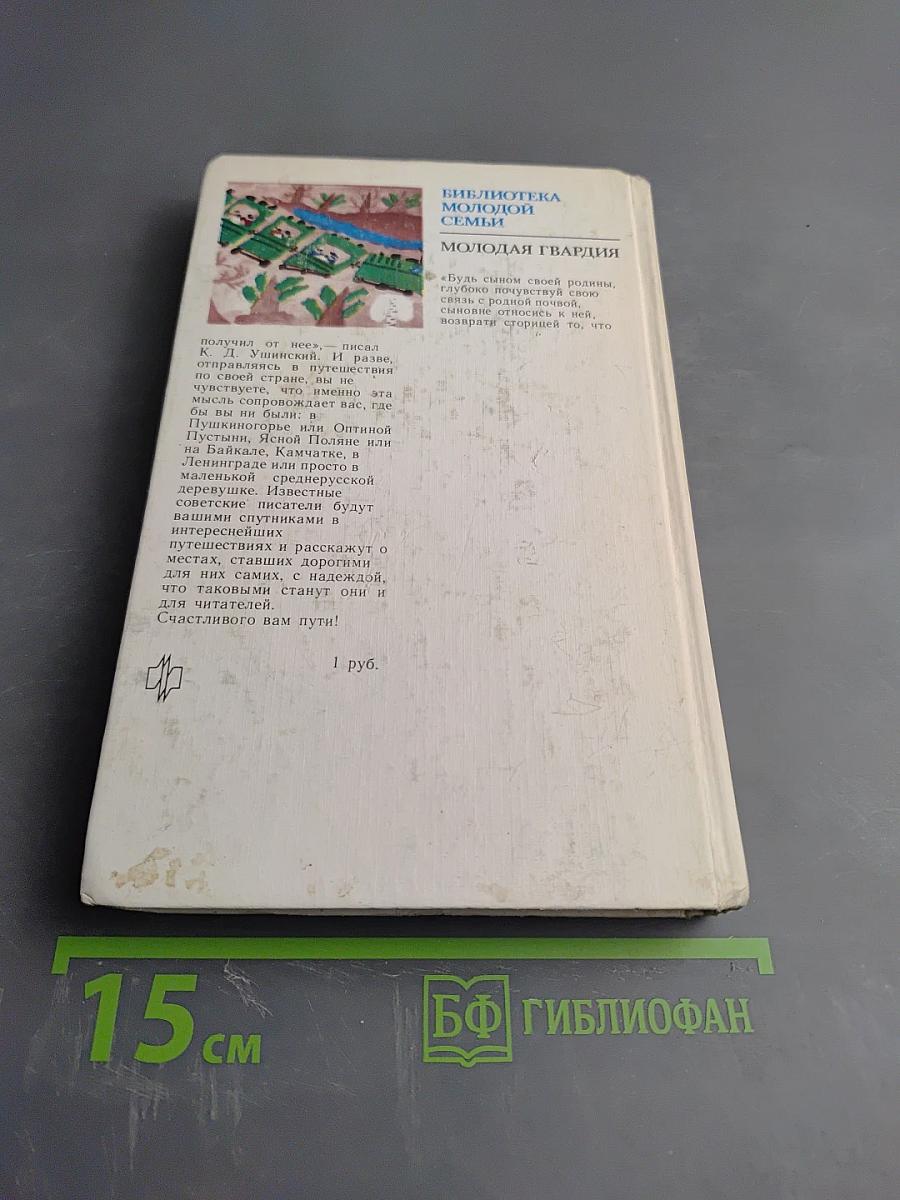 БИБЛИОТЕКА
МОЛОДОЙ
СЕМЬИ
МОЛОДАЯ ГВАРДИЯ
«Будь сыном своей родины,
глубоко почувствуй свою
связь с родной почвой,
сыновне относись к ней,
возврати сторицей то, что
получил от нее»,— писал
К. Д. Ушинский. И разве,
отправляясь в путешествия
по своей стране, вы не
чувствуете, что именно эта
мысль сопровождает вас, где
бы вы ни были: в
Пушкиногорье или Оптиной
Пустыни, Ясной Поляне или
на Байкале, Камчатке, в
Ленинграде или просто в
маленькой среднерусской
деревушке. Известные
советские писатели будут
вашими спутниками в
интереснейших
путешествиях и расскажут о
местах, ставших дорогими
для них самих, с надеждой,
что таковыми станут они и
для читателей.
Счастливого вам пути!
1 руб.
15 см
БФ ГИБЛИОФАН